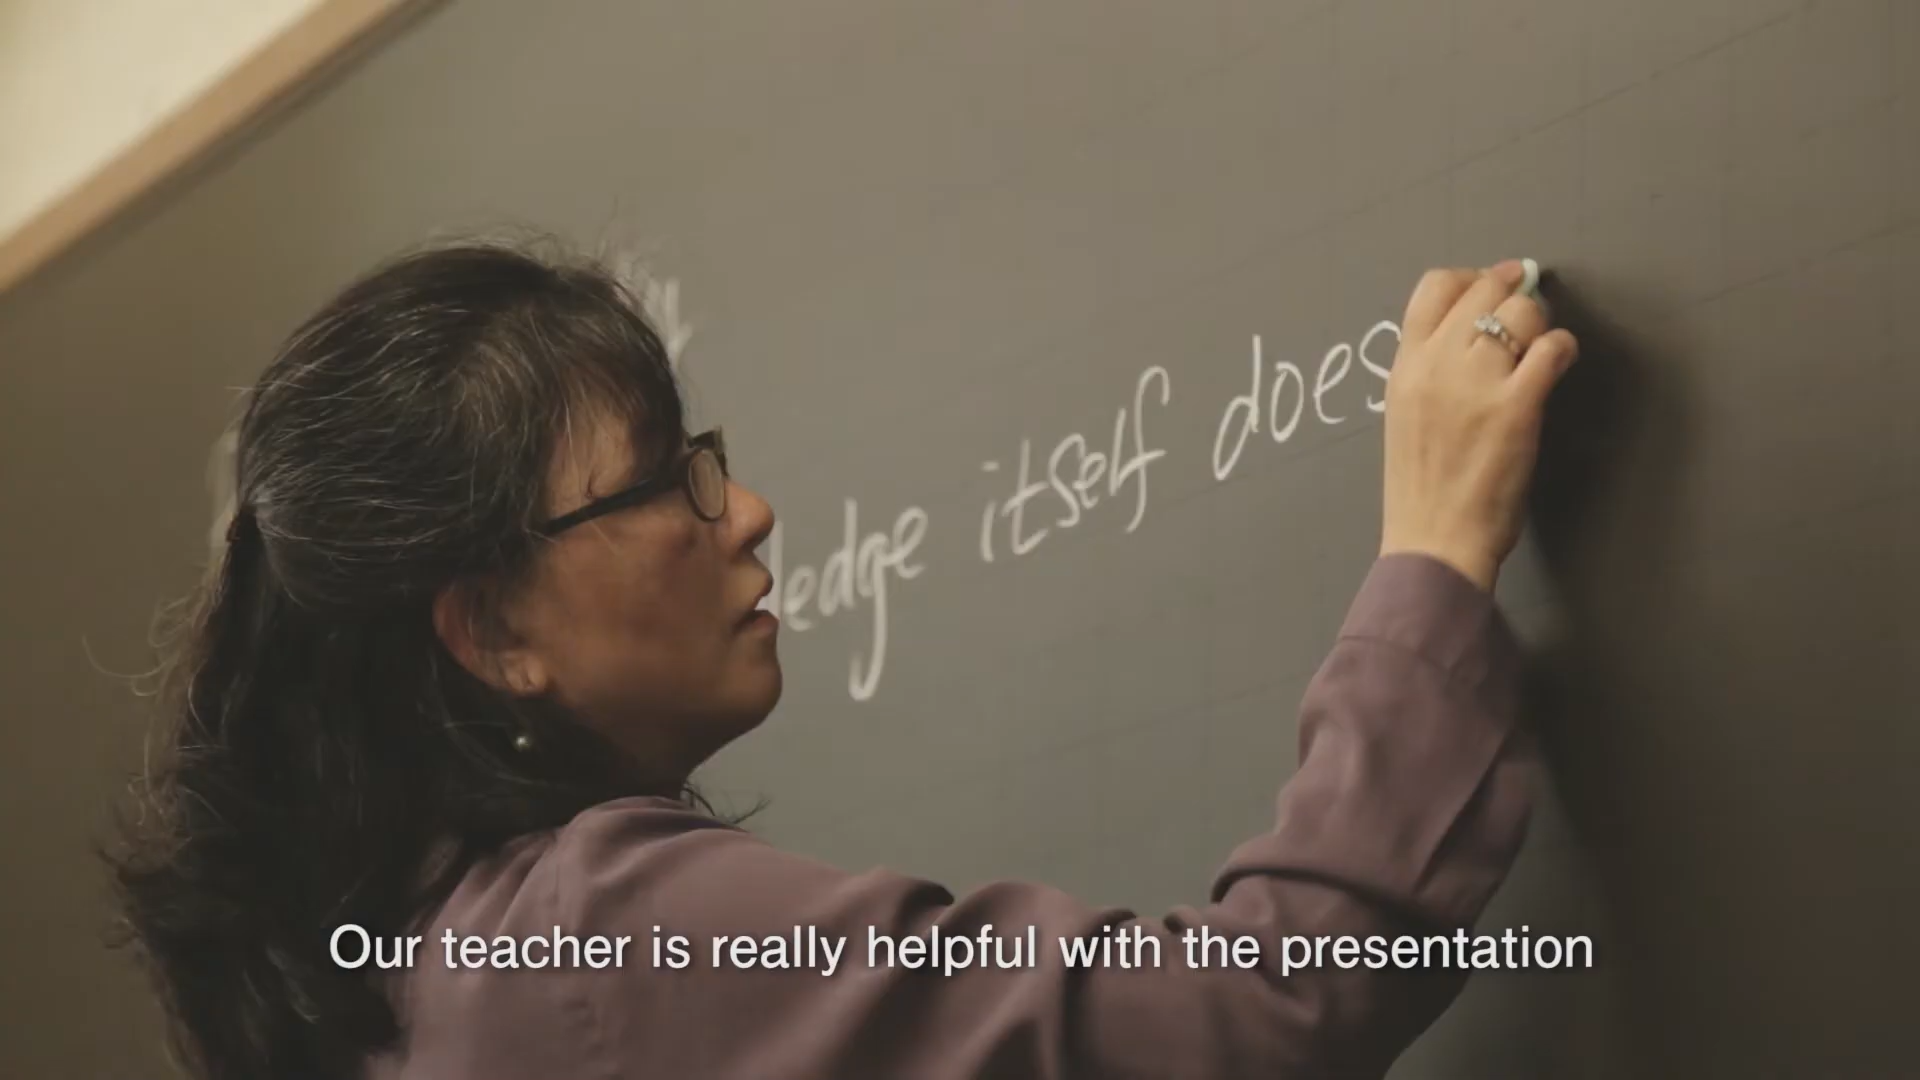 ledge itself does
Our teacher is really helpful with the presentation